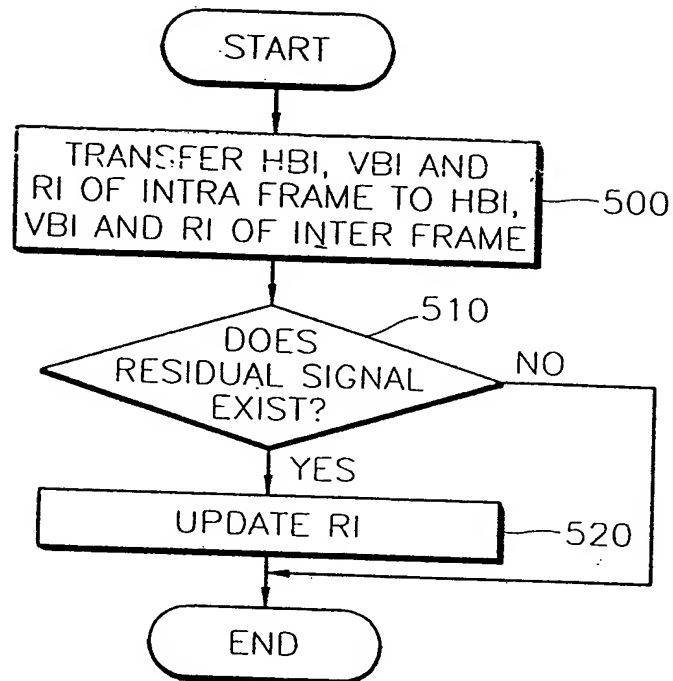 START
TRANSFER HBI, VBI AND
RI OF INTRA FRAME TO HBI,
VBI AND RI OF INTER FRAME
500
510
DOES
RESIDUAL SIGNAL
EXIST?
NO
YES
UPDATE RI
520
END